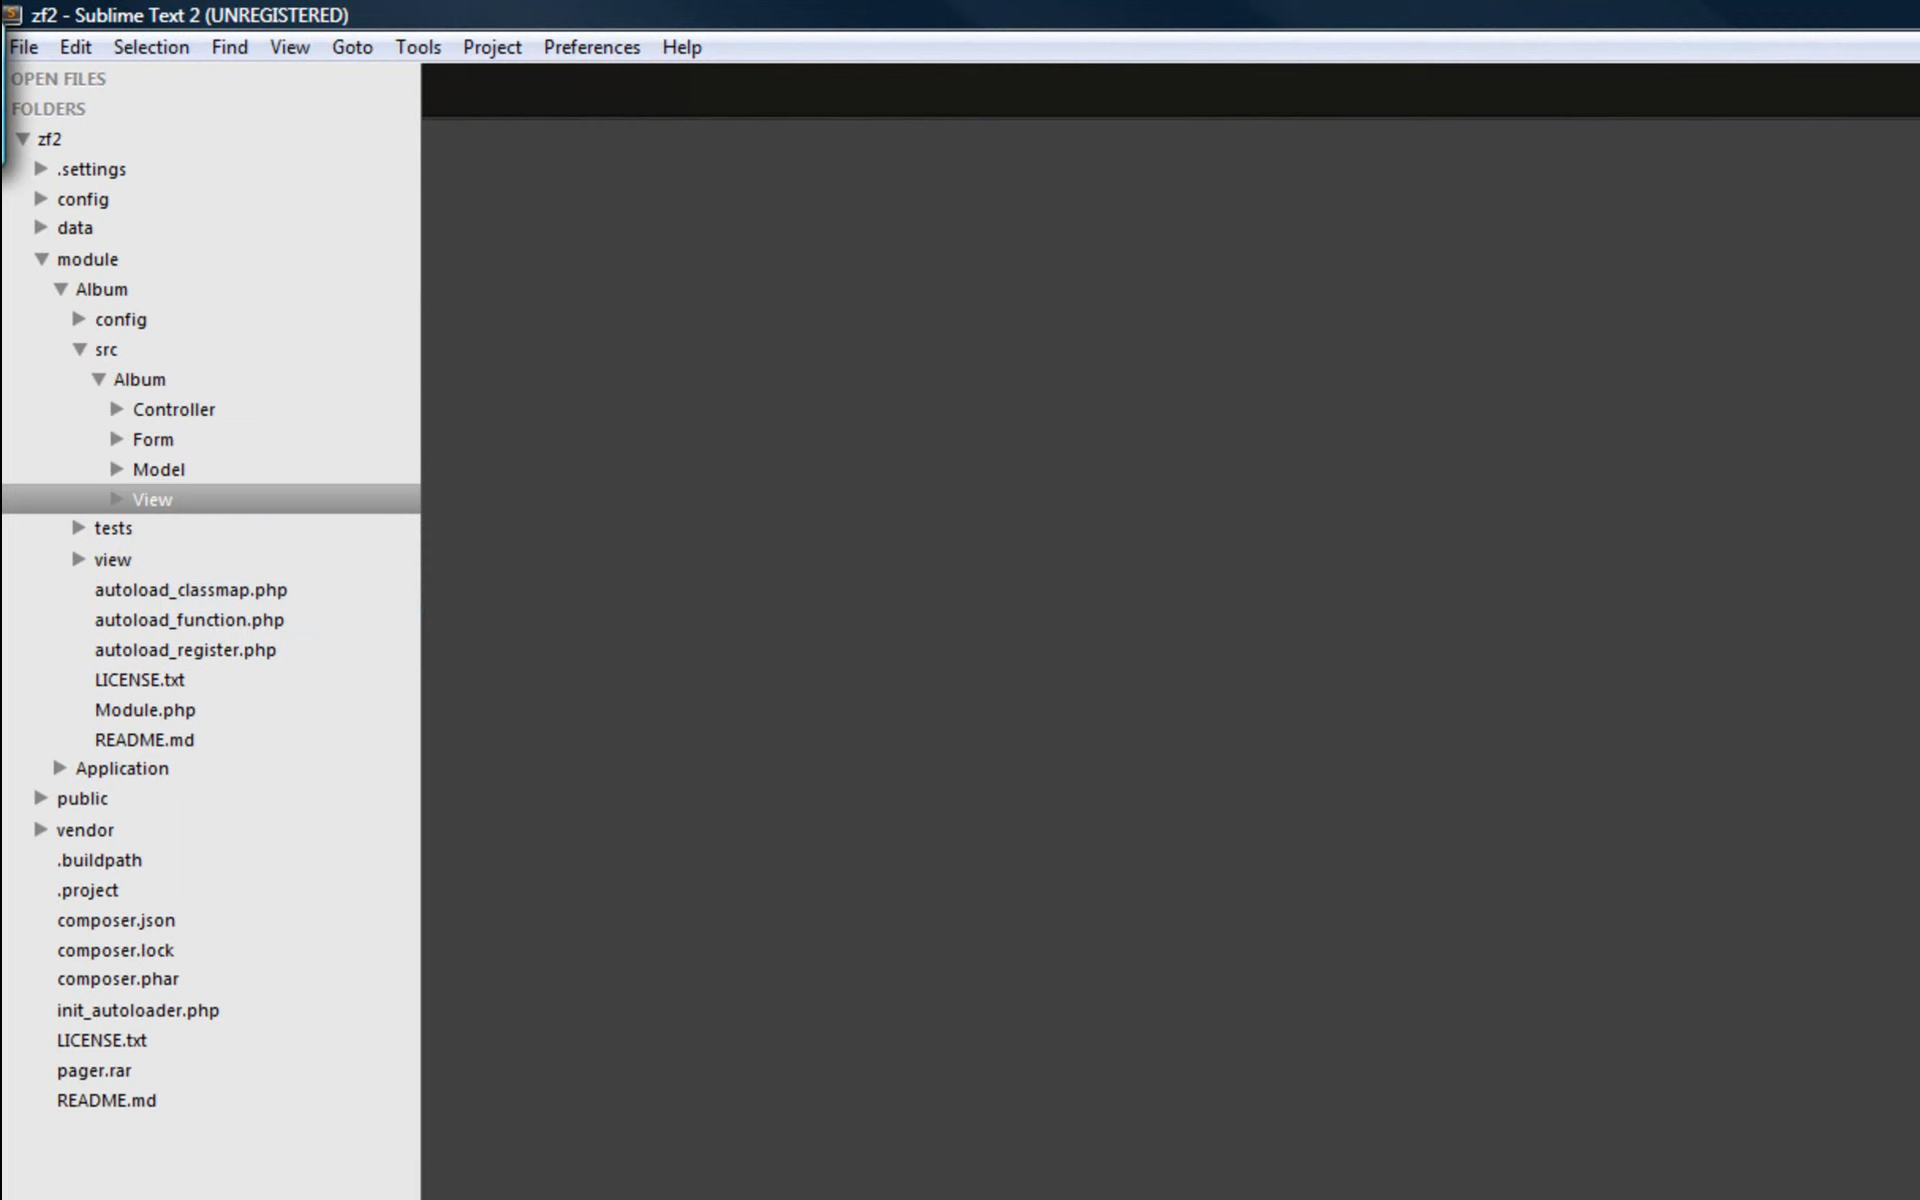 zf2 - Sublime Text 2 (UNREGISTERED)
File Edit Selection Find View Goto Tools Project Preferences Help
OPEN FILES
FOLDERS
zf2
.settings
config
data
module
Album
config
src
Album
Controller
Form
Model
View
tests
view
autoload_classmap.php
autoload_function.php
autoload_register.php
LICENSE.txt
Module.php
README.md
Application
public
vendor
.buildpath
.project
composer.json
composer.lock
composer.phar
init_autoloader.php
LICENSE.txt
pager.rar
README.md